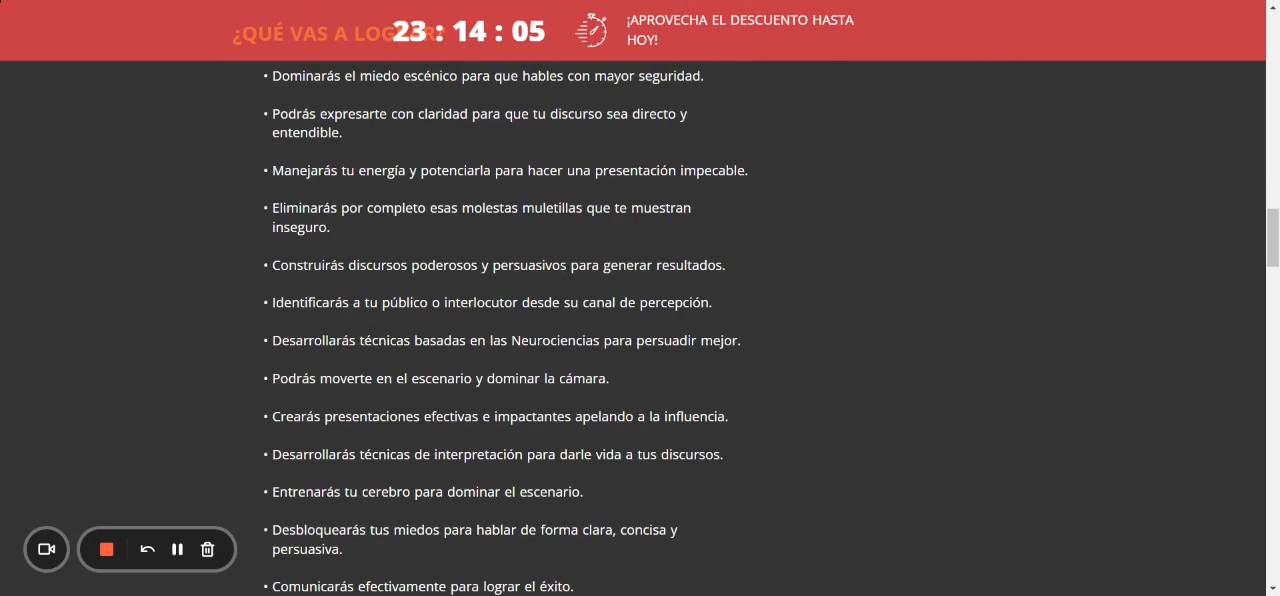 ¿QUÉ VAS A LOG
23 : 14 : 05
¡APROVECHA EL DESCUENTO HASTA
HOY!
• Dominarás el miedo escénico para que hables con mayor seguridad.
• Podrás expresarte con claridad para que tu discurso sea directo y
entendible.
• Manejarás tu energía y potenciarla para hacer una presentación impecable.
• Eliminarás por completo esas molestas muletillas que te muestran
inseguro.
• Construirás discursos poderosos y persuasivos para generar resultados.
• Identificarás a tu público o interlocutor desde su canal de percepción.
• Desarrollarás técnicas basadas en las Neurociencias para persuadir mejor.
• Podrás moverte en el escenario y dominar la cámara.
• Crearás presentaciones efectivas e impactantes apelando a la influencia.
• Desarrollarás técnicas de interpretación para darle vida a tus discursos.
• Entrenarás tu cerebro para dominar el escenario.
• Desbloquearás tus miedos para hablar de forma clara, concisa y
persuasiva.
• Comunicarás efectivamente para lograr el éxito.